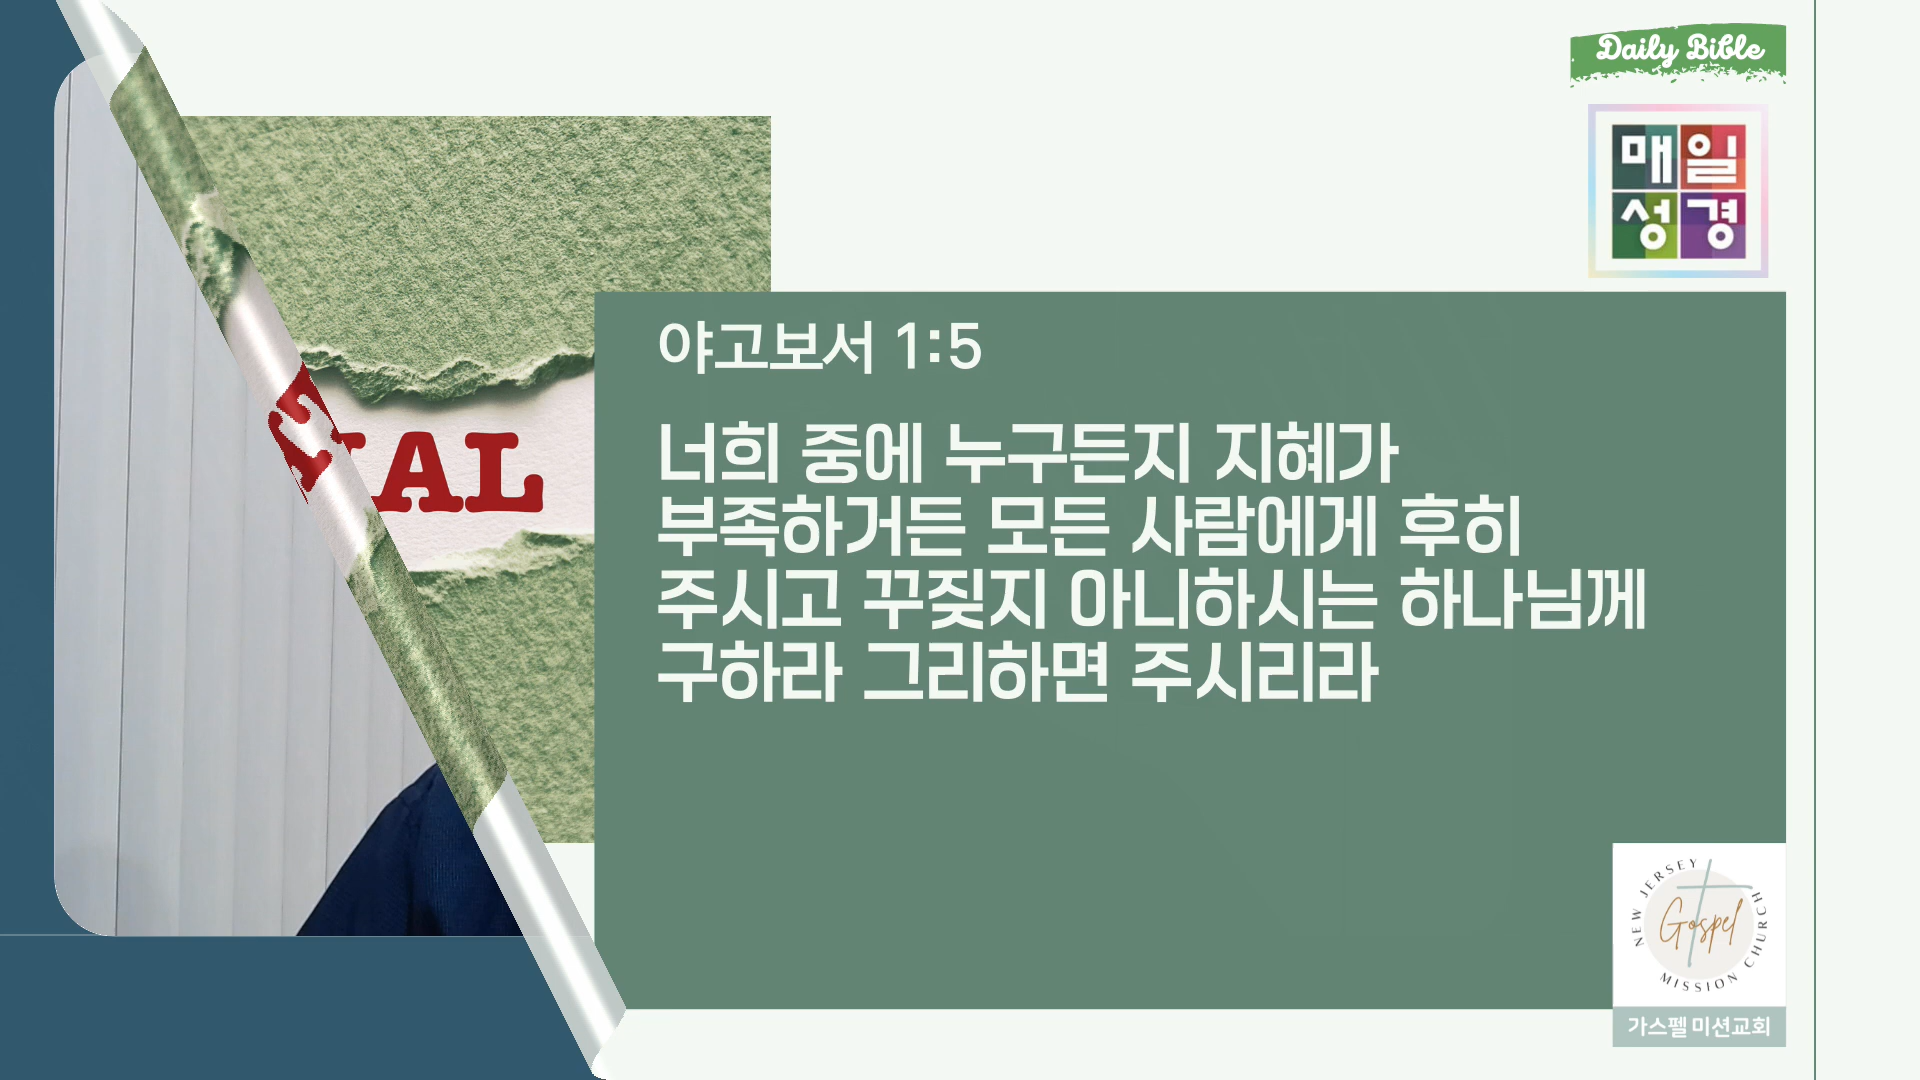 Daily Bible
매일
성경
야고보서 1:5
너희 중에 누구든지 지혜가
부족하거든 모든 사람에게 후히
주시고 꾸짖지 아니하시는 하나님께
구하라 그리하면 주시리라
NEW JERSEY
Gospel
MISSION CHURCH
가스펠 미션교회